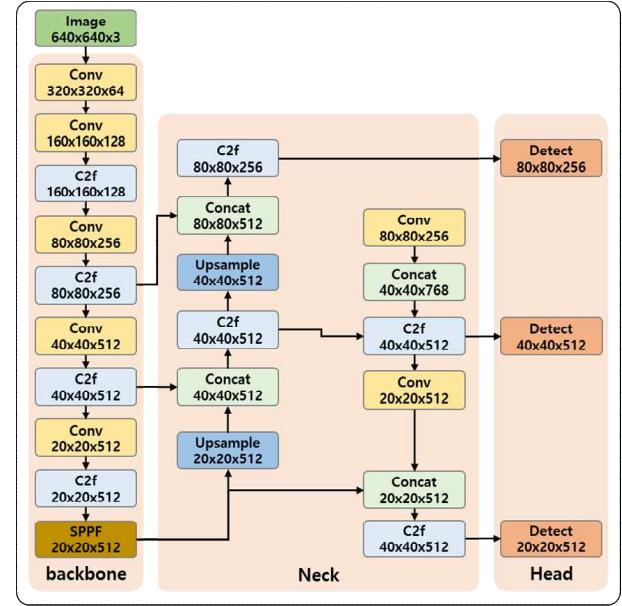 Image
640x640x3
Conv
320x320x64
Conv
160x160x128
C2f
160x160x128
Conv
80x80x256
C2f
80x80x256
Conv
40x40x512
C2f
40x40x512
Conv
20x20x512
C2f
20x20x512
SPPF
20x20x512
backbone
C2f
80x80x256
Concat
80x80x512
Upsample
40x40x512
C2f
40x40x512
Concat
40x40x512
Upsample
20x20x512
Conv
80x80x256
Concat
40x40x768
C2f
40x40x512
Conv
20x20x512
Concat
20x20x512
C2f
40x40x512
Neck
Detect
80x80x256
Detect
40x40x512
Detect
20x20x512
Head